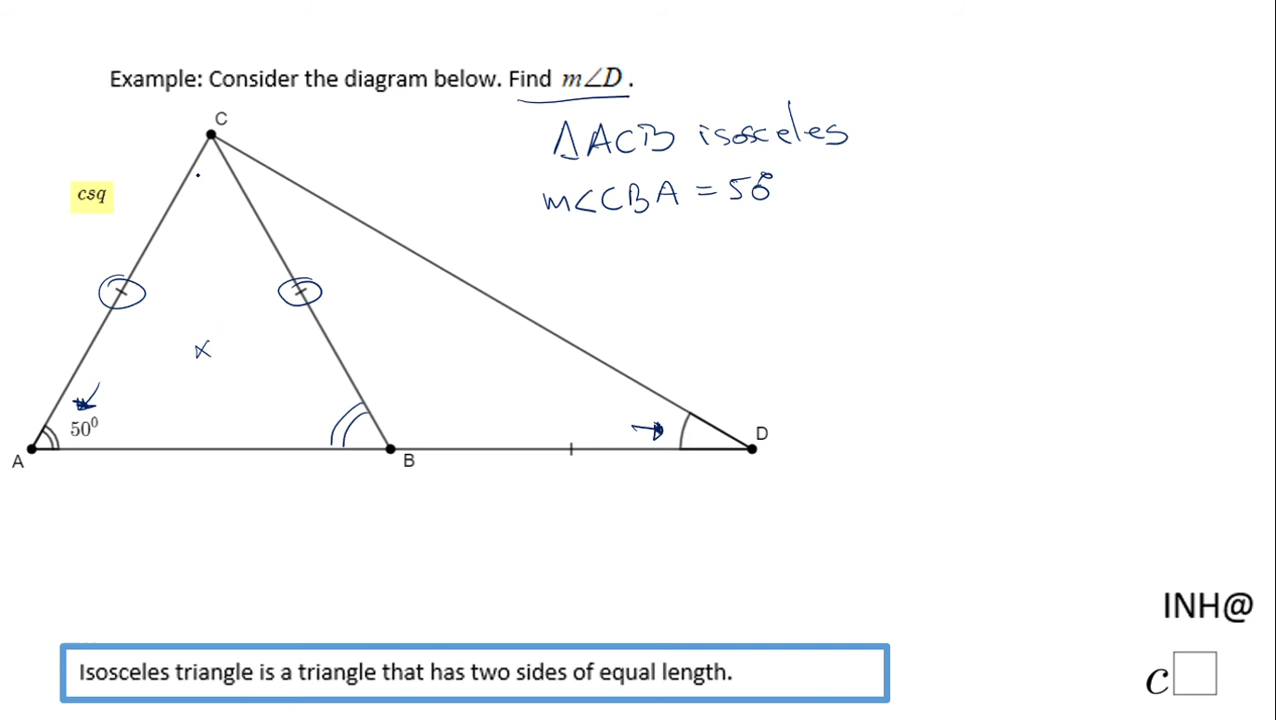 Example: Consider the diagram below. Find m∠D.
C
ΔACB isosceles
csq
m<CBA = 50°
x
50⁰
D
A
B
INH@
Isosceles triangle is a triangle that has two sides of equal length.
c